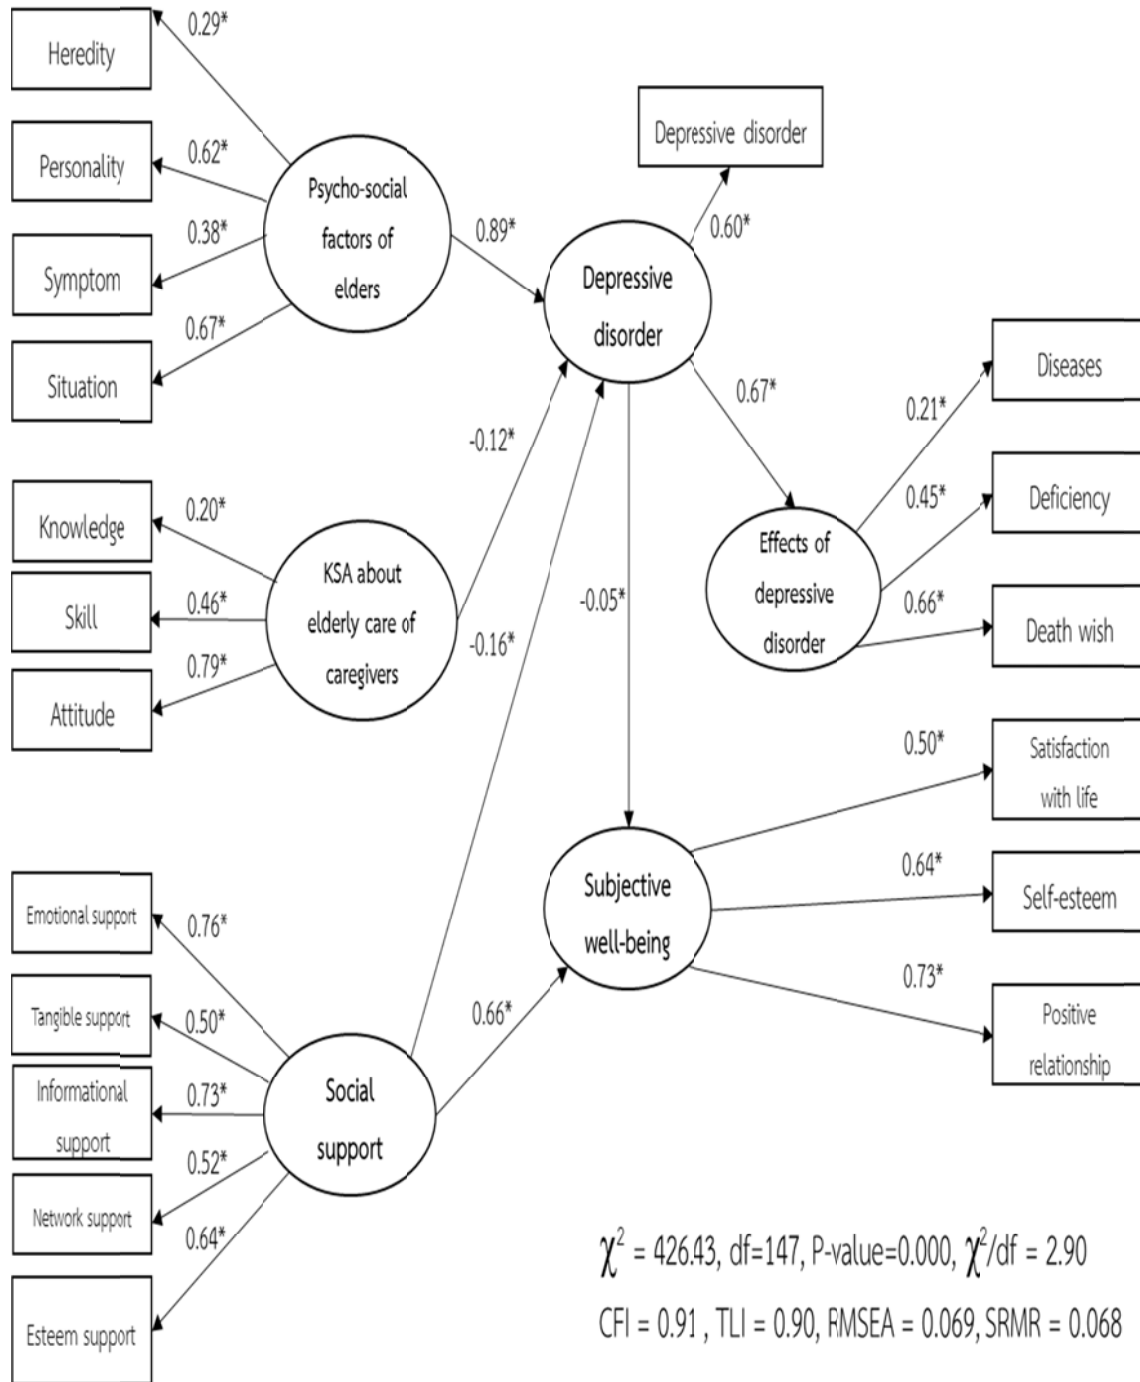 Heredity
0.29*
Personality
0.62*
Symptom
0.38*
Situation
0.67*
Psycho-social
factors of
elders
0.89*
Depressive disorder
0.60*
Depressive
disorder
Knowledge
0.20*
Skill
0.46*
Attitude
0.79*
KSA about
elderly care of
caregivers
-0.12*
-0.16*
-0.05*
0.67*
Effects of
depressive
disorder
0.21*
Diseases
0.45*
Deficiency
0.66*
Death wish
Emotional support
0.76*
Tangible support
0.50*
Informational
support
0.73*
Network support
0.52*
Esteem support
0.64*
Social
support
0.66*
Subjective
well-being
0.50*
Satisfaction
with life
0.64*
Self-esteem
0.73*
Positive
relationship
χ² = 426.43, df=147, P-value=0.000, χ²/df = 2.90
CFI = 0.91 , TLI = 0.90, RMSEA = 0.069, SRMR = 0.068